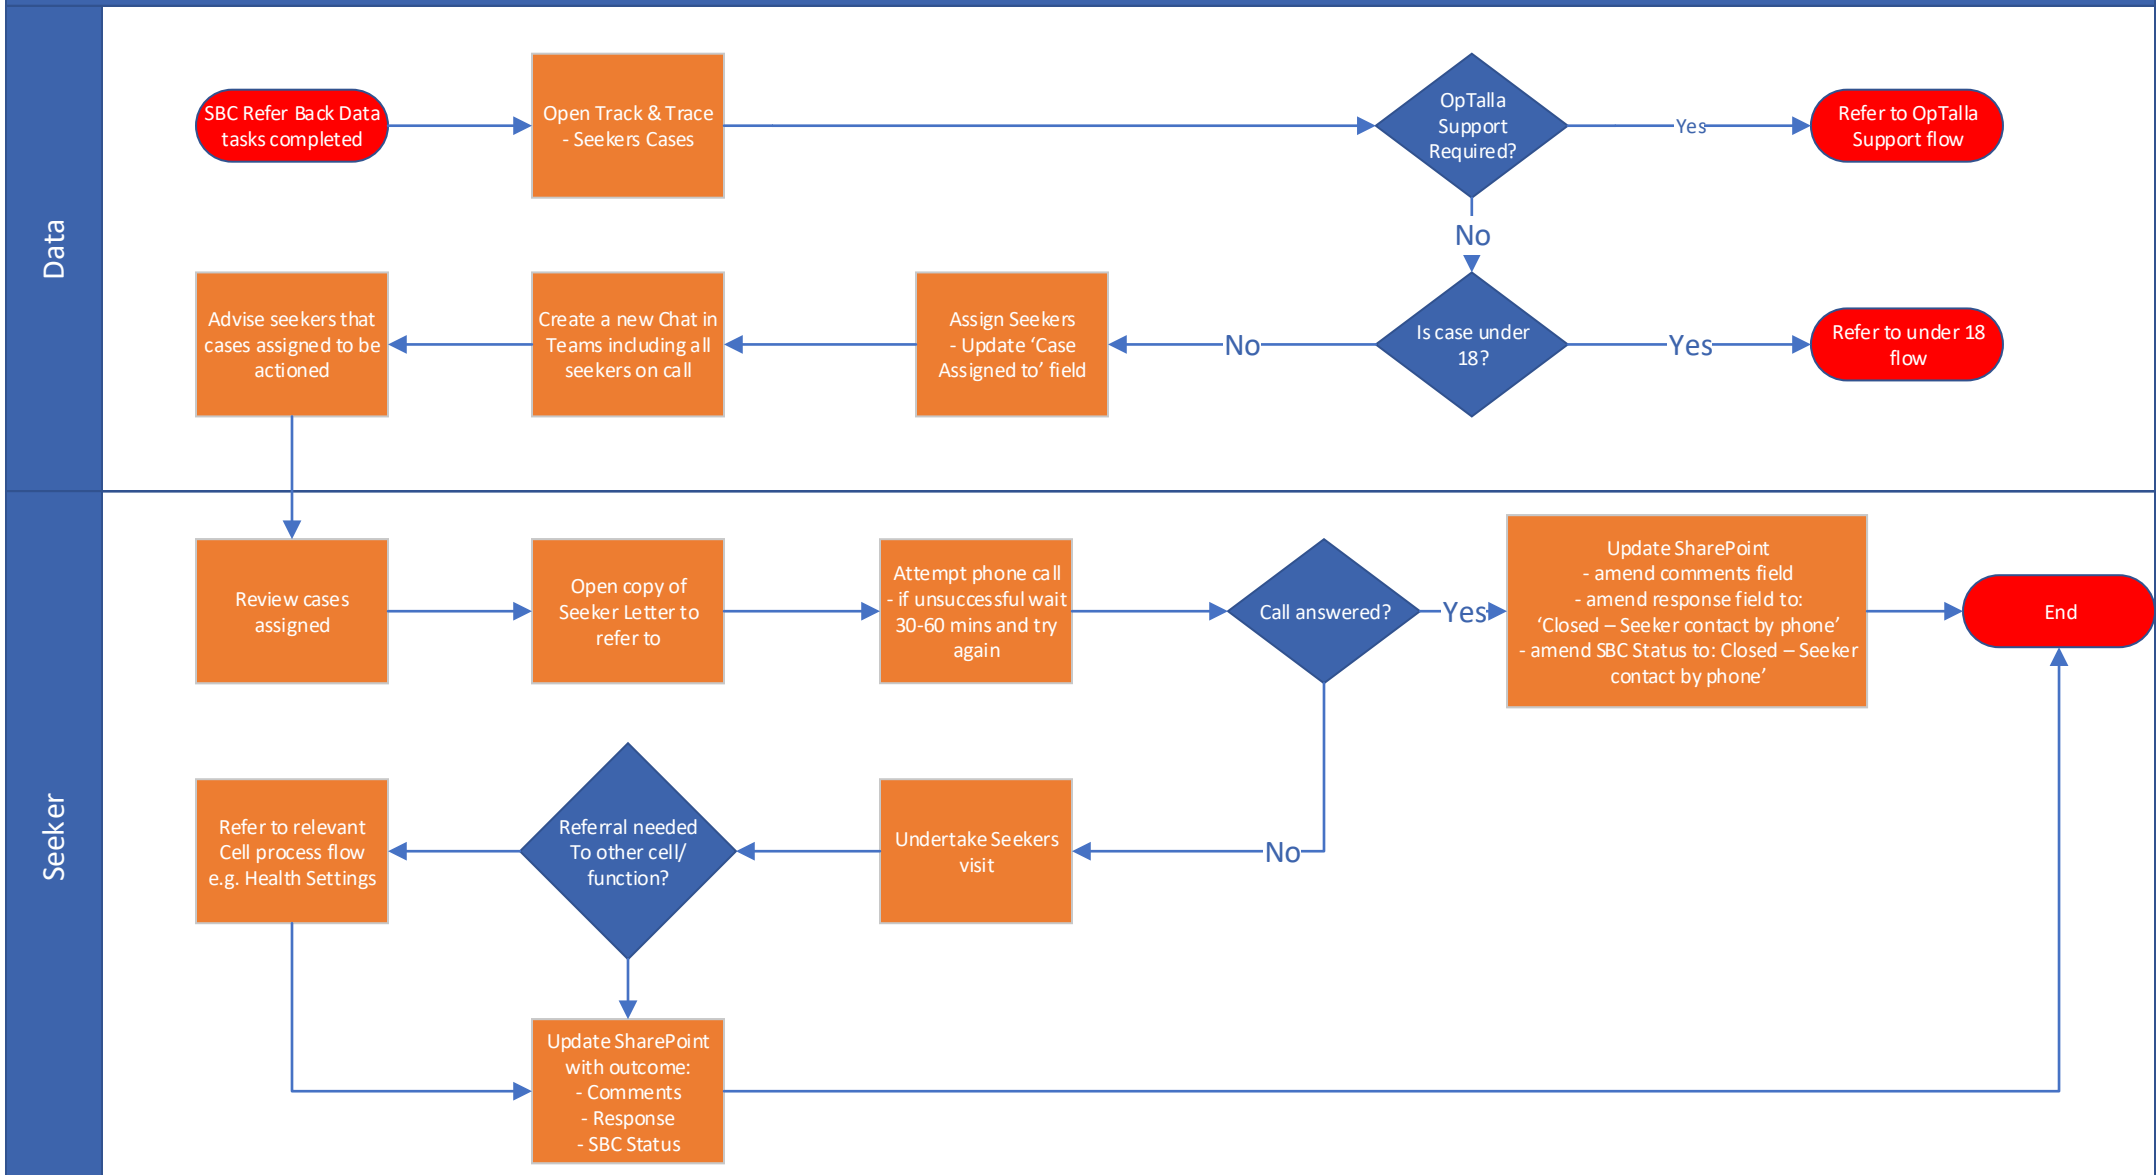 Data
SBC Refer Back Data
tasks completed
Open Track & Trace
- Seekers Cases
OpTalla
Support
Required?
Yes
Refer to OpTalla
Support flow
No
Is case under
18?
Yes
Refer to under 18
flow
No
Assign Seekers
- Update ‘Case
Assigned to’ field
Create a new Chat in
Teams including all
seekers on call
Advise seekers that
cases assigned to be
actioned
Seeker
Review cases
assigned
Open copy of
Seeker Letter to
refer to
Attempt phone call
- if unsuccessful wait
30-60 mins and try
again
Call answered?
Yes
Update SharePoint
- amend comments field
- amend response field to:
‘Closed – Seeker contact by phone’
- amend SBC Status to: Closed – Seeker
contact by phone’
End
No
Undertake Seekers
visit
Referral needed
To other cell/
function?
Refer to relevant
Cell process flow
e.g. Health Settings
Update SharePoint
with outcome:
- Comments
- Response
- SBC Status